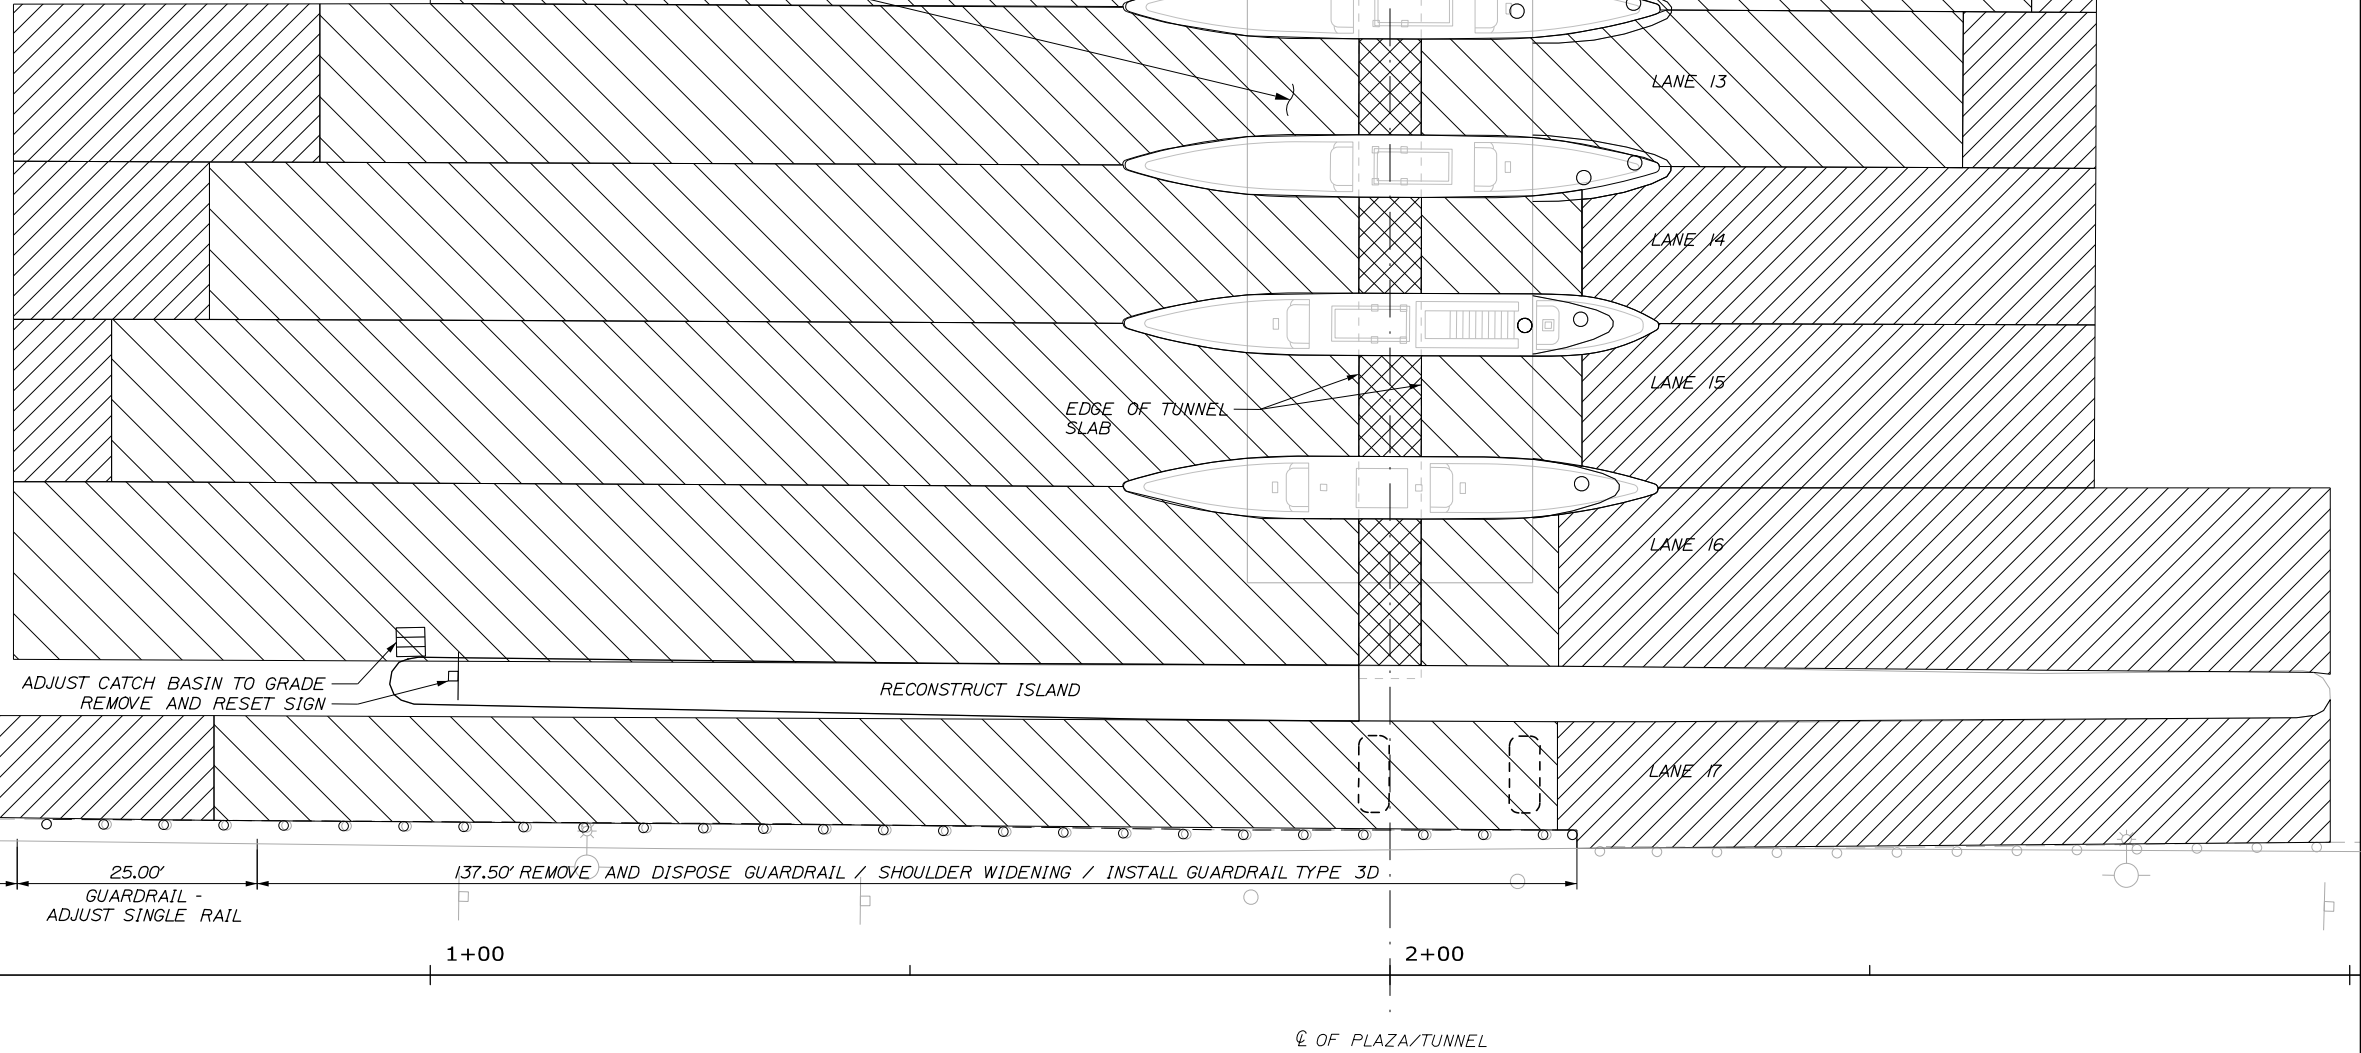 LANE 13
LANE 14
LANE 15
EDGE OF TUNNEL
SLAB
LANE 16
ADJUST CATCH BASIN TO GRADE
REMOVE AND RESET SIGN
RECONSTRUCT ISLAND
LANE 17
25.00'
137.50' REMOVE AND DISPOSE GUARDRAIL / SHOULDER WIDENING / INSTALL GUARDRAIL TYPE 3D
GUARDRAIL -
ADJUST SINGLE RAIL
1+00
2+00
℄ OF PLAZA/TUNNEL